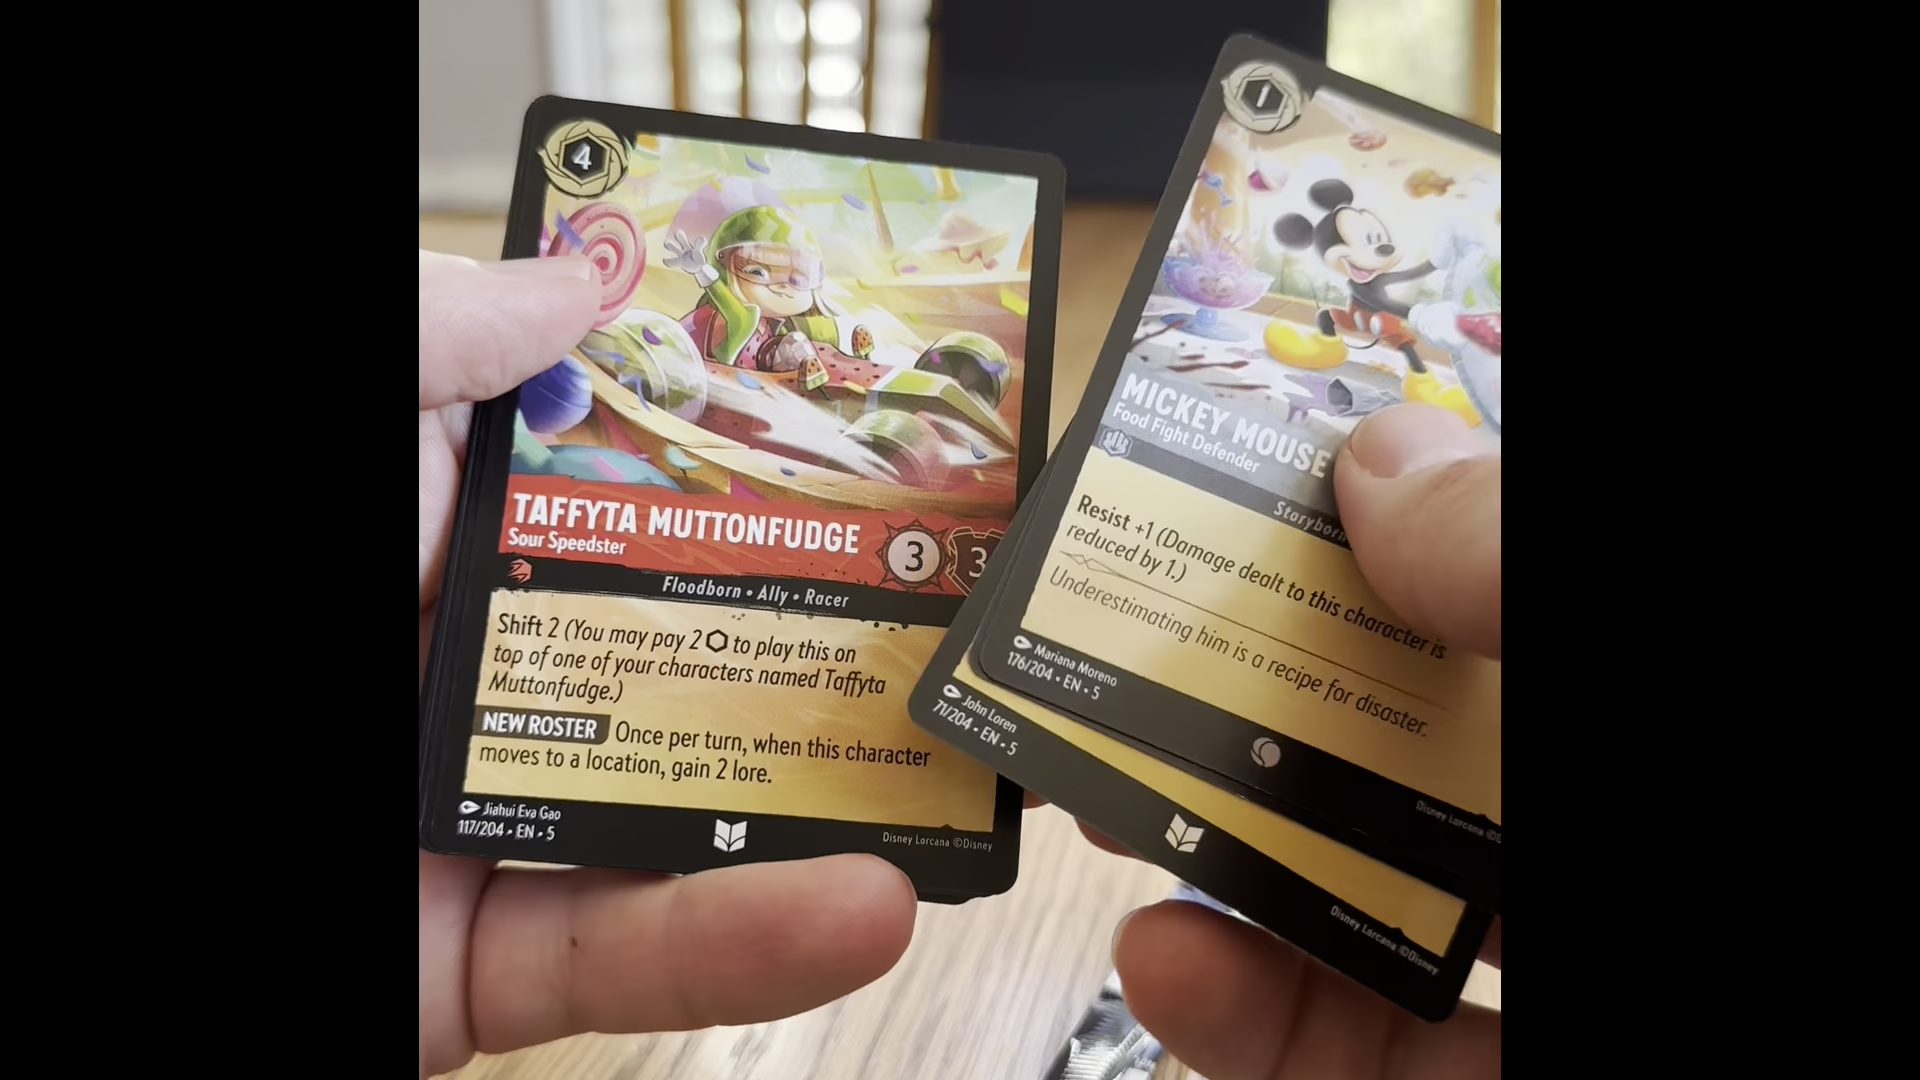 4
TAFFYTA MUTTONFUDGE
Sour Speedster
3
3
Floodborn • Ally • Racer
Shift 2 (You may pay 2 to play this on
top of one of your characters named Taffyta
Muttonfudge.)
NEW ROSTER Once per turn, when this character
moves to a location, gain 2 lore.
Jiahui Eva Gao
117/204 • EN • 5
Disney Lorcana ©Disney
1
MICKEY MOUSE
Food Fight Defender
Storyborn
Resist +1 (Damage dealt to this character is
reduced by 1.)
Underestimating him is a recipe for disaster.
Mariana Moreno
176/204 • EN • 5
Disney Lorcana ©
John Loren
71/204 • EN • 5
Disney Lorcana ©Disney